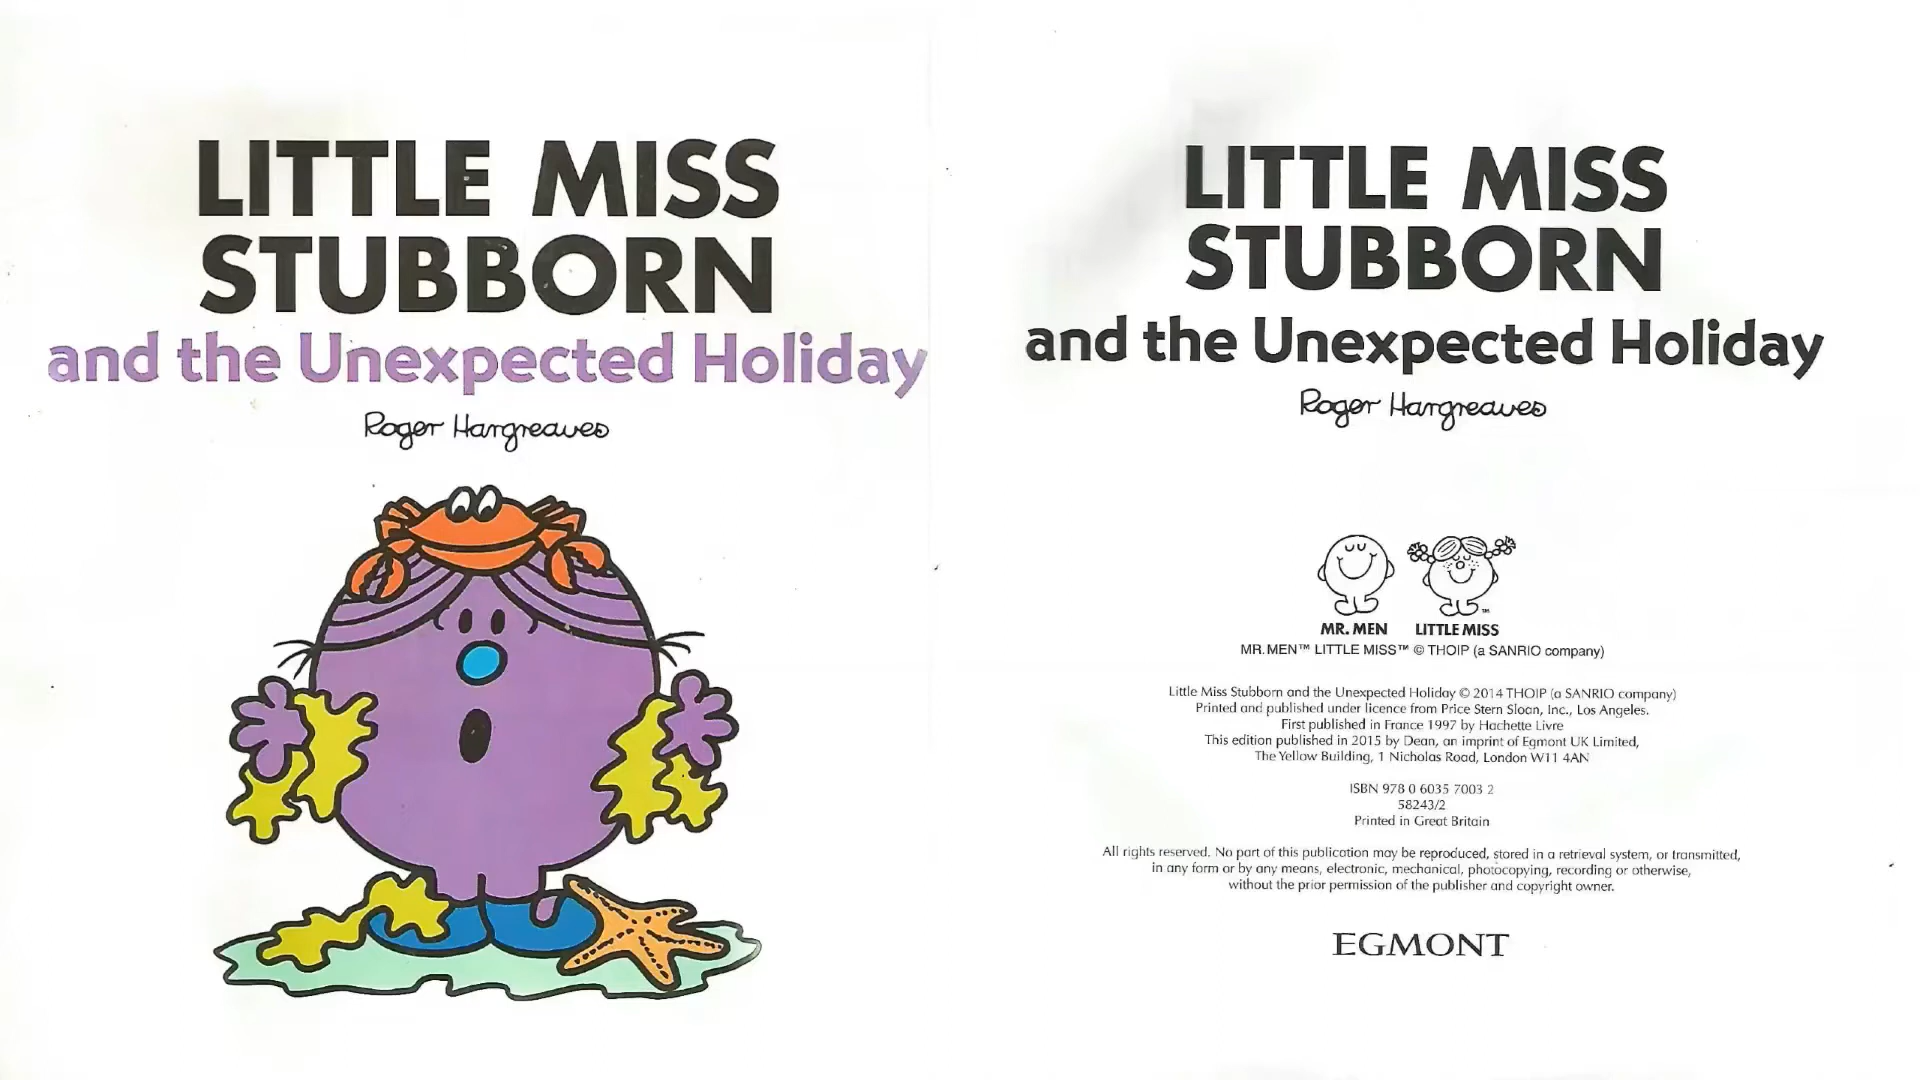 LITTLE MISS
STUBBORN
and the Unexpected Holiday
Roger Hargreaves
LITTLE MISS
STUBBORN
and the Unexpected Holiday
Roger Hargreaves
MR. MEN LITTLE MISS™
MR. MEN™ LITTLE MISS™ © THOIP (a SANRIO company)
Little Miss Stubborn and the Unexpected Holiday © 2014 THOIP (a SANRIO company)
Printed and published under licence from Price Stern Sloan, Inc., Los Angeles.
First published in France 1997 by Hachette Livre
This edition published in 2015 by Dean, an imprint of Egmont UK Limited,
The Yellow Building, 1 Nicholas Road, London W11 4AN
ISBN 978 0 6035 7003 2
58243/2
Printed in Great Britain
All rights reserved. No part of this publication may be reproduced, stored in a retrieval system, or transmitted,
in any form or by any means, electronic, mechanical, photocopying, recording or otherwise,
without the prior permission of the publisher and copyright owner.
EGMONT